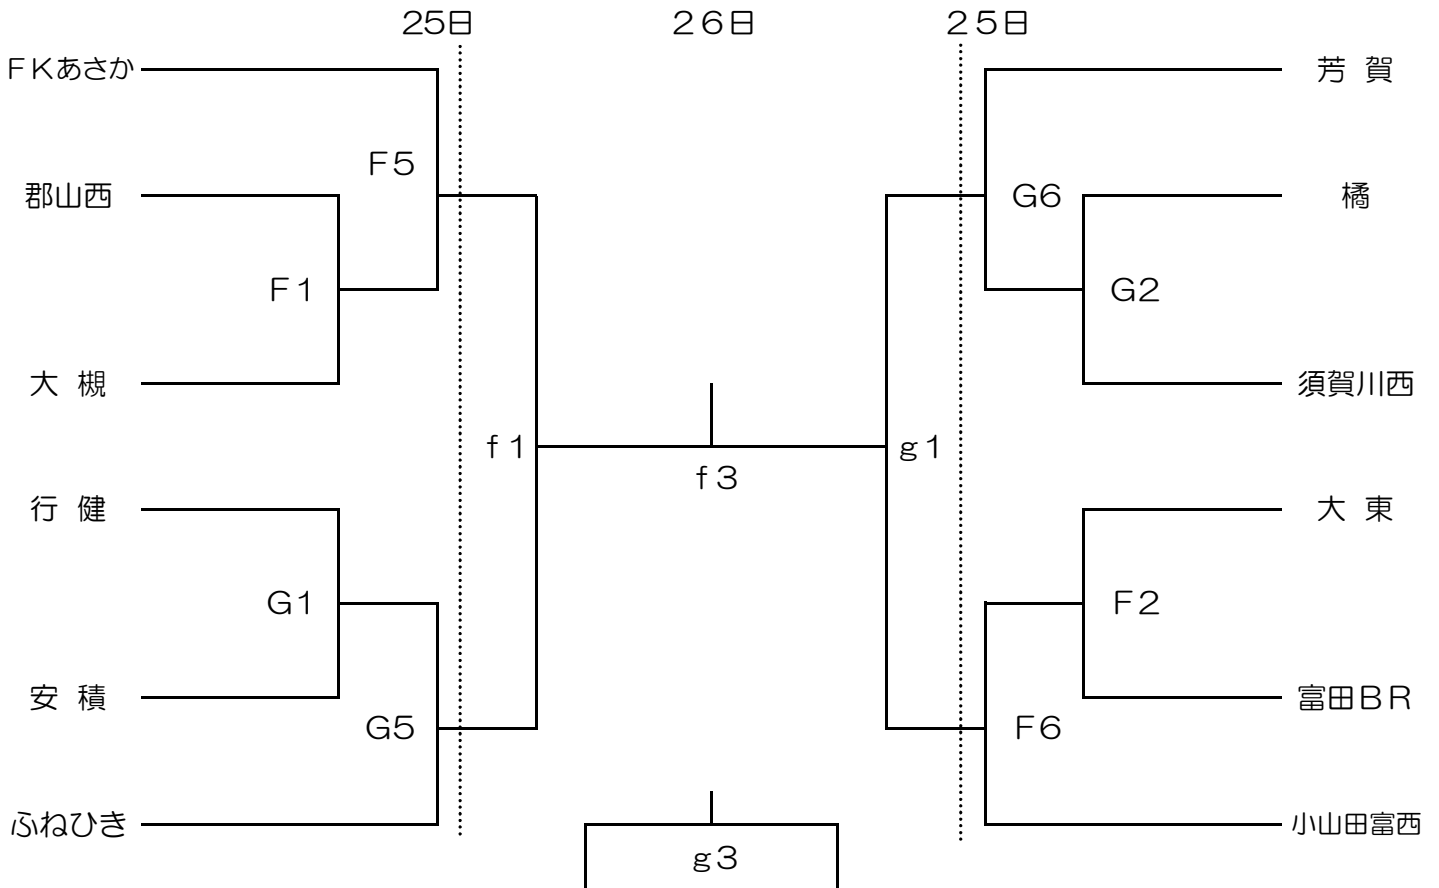 25日
２６日
２５日
ＦＫあさか
芳 賀
F5
郡山西
G6
橘
F1
G2
大 槻
須賀川西
f1
g1
f3
行 健
大 東
G1
F2
安 積
富田ＢＲ
G5
F6
ふねひき
小山田富西
g3